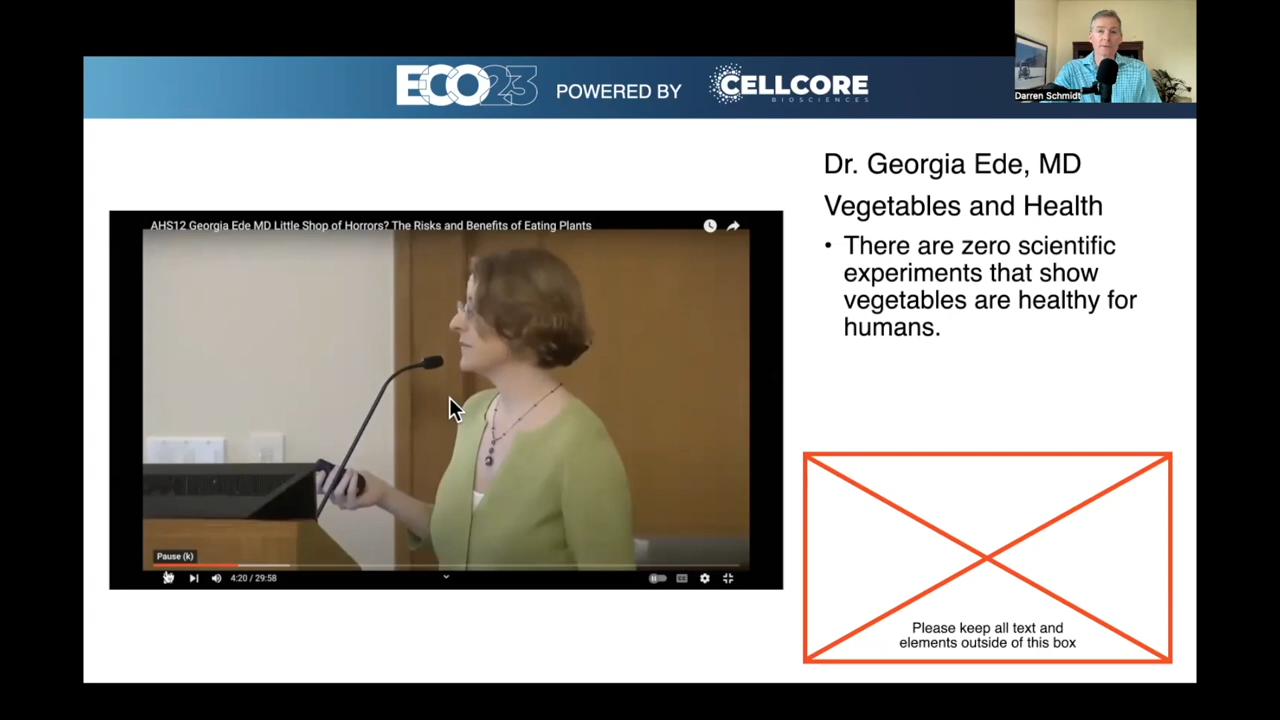 ECO23 POWERED BY CELLCORE
BIOSCIENCES
Darren Schmidt
Dr. Georgia Ede, MD
Vegetables and Health
• There are zero scientific
experiments that show
vegetables are healthy for
humans.
AHS12 Georgia Ede MD Little Shop of Horrors? The Risks and Benefits of Eating Plants
Pause (k)
4:20 / 29:58
Please keep all text and
elements outside of this box